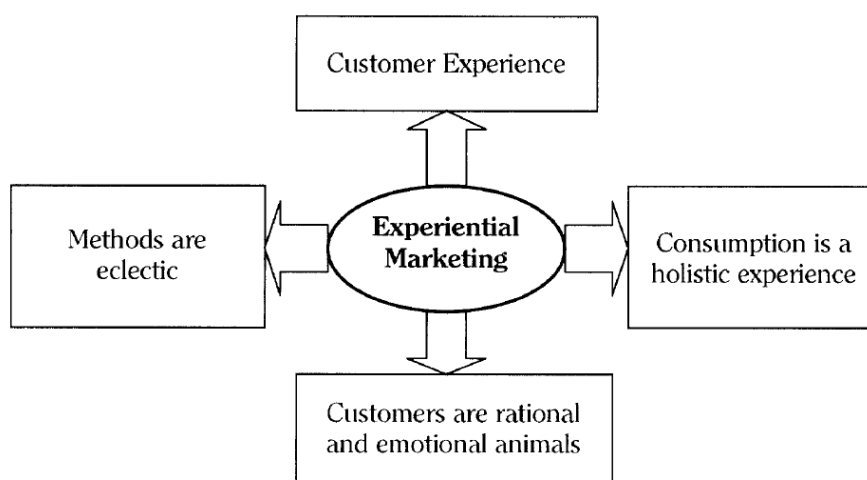 Customer Experience
Methods are
eclectic
Experiential
Marketing
Consumption is a
holistic experience
Customers are rational
and emotional animals